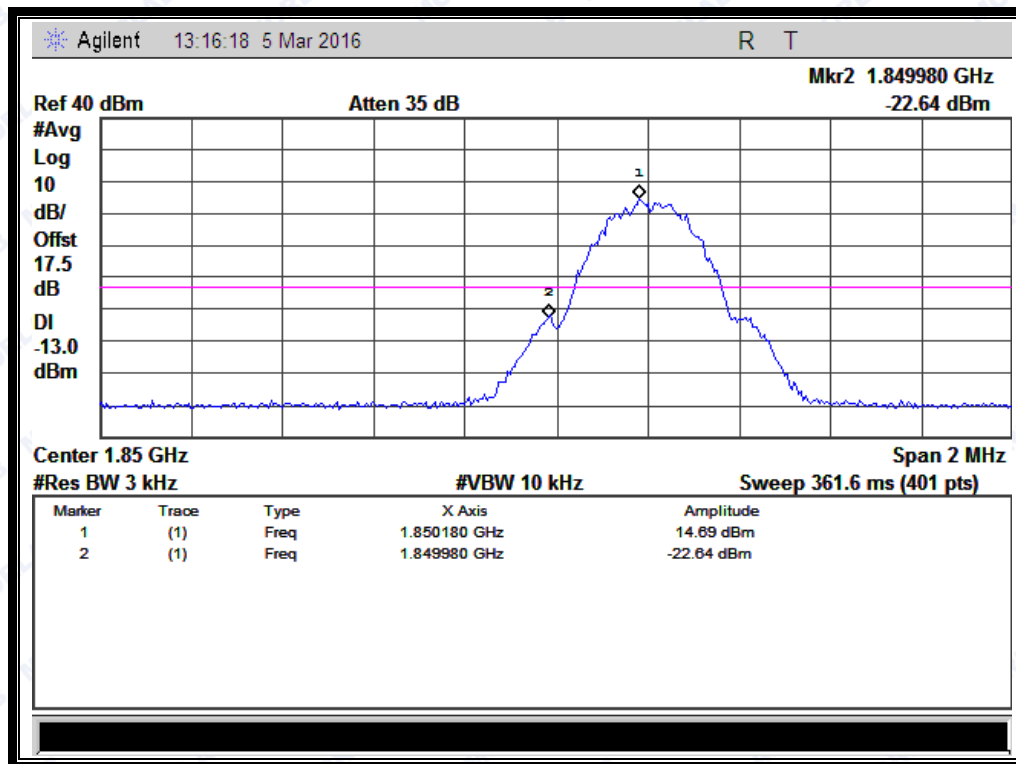 Agilent 13:16:18 5 Mar 2016 R T
Mkr2 1.849980 GHz
Ref 40 dBm Atten 35 dB -22.64 dBm
#Avg
Log
10
dB/
Offst
17.5
dB
DI
-13.0
dBm
1
2
Center 1.85 GHz Span 2 MHz
#Res BW 3 kHz #VBW 10 kHz Sweep 361.6 ms (401 pts)
Marker Trace Type X Axis Amplitude
1 (1) Freq 1.850180 GHz 14.69 dBm
2 (1) Freq 1.849980 GHz -22.64 dBm